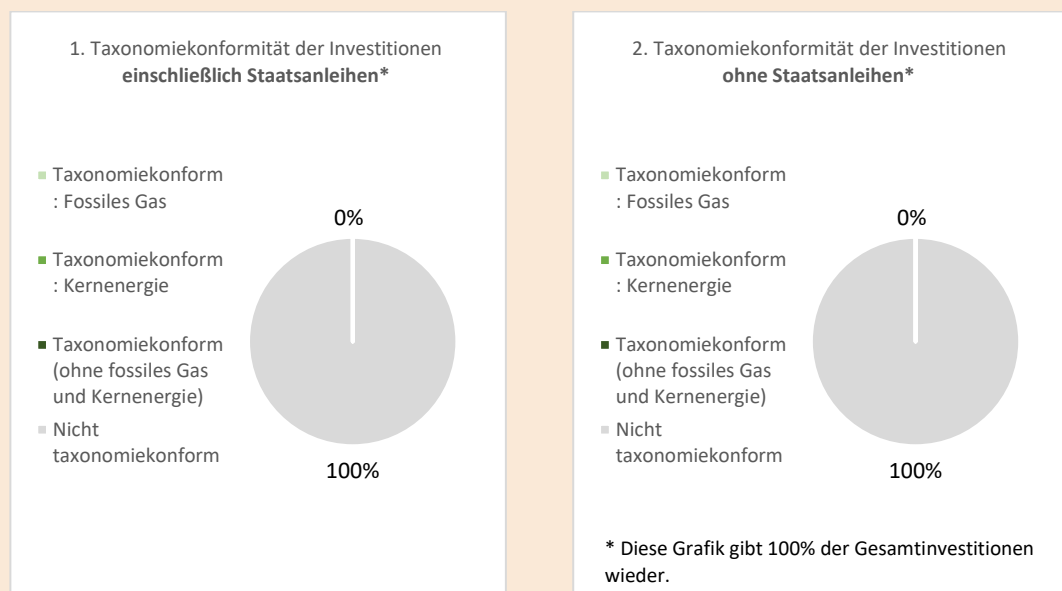 1. Taxonomiekonformität der Investitionen
einschließlich Staatsanleihen*
Taxonomiekonform
: Fossiles Gas
Taxonomiekonform
: Kernenergie
Taxonomiekonform
(ohne fossiles Gas
und Kernenergie)
Nicht
taxonomiekonform
0%
100%
2. Taxonomiekonformität der Investitionen
ohne Staatsanleihen*
Taxonomiekonform
: Fossiles Gas
Taxonomiekonform
: Kernenergie
Taxonomiekonform
(ohne fossiles Gas
und Kernenergie)
Nicht
taxonomiekonform
0%
100%
* Diese Grafik gibt 100% der Gesamtinvestitionen
wieder.